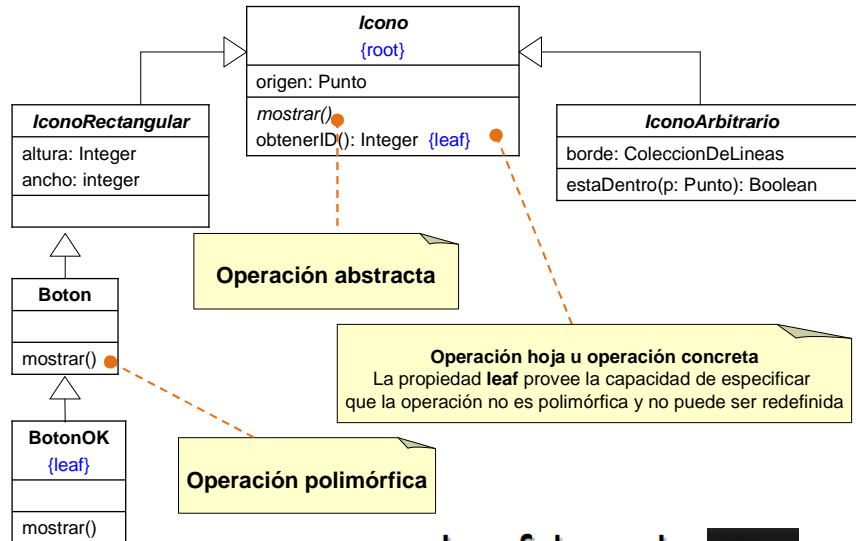 Icono
{root}
origen: Punto
mostrar()
obtenerID(): Integer {leaf}
IconoRectangular
altura: Integer
ancho: integer
IconoArbitrario
borde: ColeccionDeLineas
estaDentro(p: Punto): Boolean
Operación abstracta
Boton
mostrar()
Operación hoja u operación concreta
La propiedad leaf provee la capacidad de especificar
que la operación no es polimórfica y no puede ser redefinida
BotonOK
{leaf}
mostrar()
Operación polimórfica